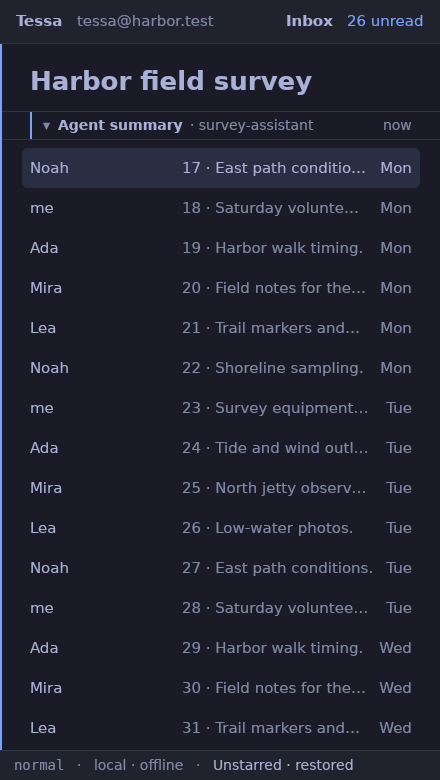 Tessa tessa@harbor.test Inbox 26 unread
Harbor field survey
▾ Agent summary · survey-assistant now
Noah 17 · East path conditio… Mon
me 18 · Saturday volunte… Mon
Ada 19 · Harbor walk timing. Mon
Mira 20 · Field notes for the… Mon
Lea 21 · Trail markers and… Mon
Noah 22 · Shoreline sampling. Mon
me 23 · Survey equipment… Tue
Ada 24 · Tide and wind outl… Tue
Mira 25 · North jetty observ… Tue
Lea 26 · Low-water photos. Tue
Noah 27 · East path conditions. Tue
me 28 · Saturday voluntee… Tue
Ada 29 · Harbor walk timing. Wed
Mira 30 · Field notes for the… Wed
Lea 31 · Trail markers and… Wed
normal · local · offline · Unstarred · restored